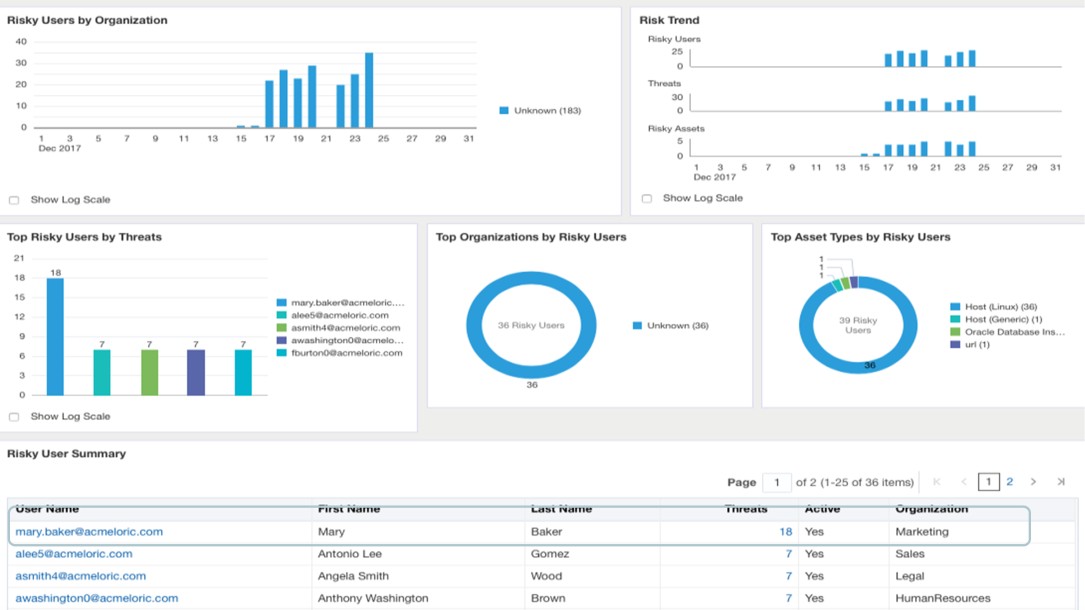 Risky Users by Organization
40
30
20
10
0
1 3 5 7 9 11 13 15 17 19 21 23 25 27 29 31
Dec 2017
Unknown (183)
Show Log Scale
Risk Trend
Risky Users
25
0
Threats
30
0
Risky Assets
5
0
1 3 5 7 9 11 13 15 17 19 21 23 25 27 29 31
Dec 2017
Show Log Scale
Top Risky Users by Threats
21
18
15
12
9
6
3
0
18
7 7 7 7
mary.baker@acmeloric....
alee5@acmeloric.com
asmith4@acmeloric.com
awashington0@acmelo...
fburton0@acmeloric.com
Show Log Scale
Top Organizations by Risky Users
36 Risky Users
36
Unknown (36)
Top Asset Types by Risky Users
1
1
1
39 Risky
Users
36
Host (Linux) (36)
Host (Generic) (1)
Oracle Database Ins...
url (1)
Risky User Summary
Page 1 of 2 (1-25 of 36 items) 1 2
User Name First Name Last Name Threats Active Organization
mary.baker@acmeloric.com Mary Baker 18 Yes Marketing
alee5@acmeloric.com Antonio Lee Gomez 7 Yes Sales
asmith4@acmeloric.com Angela Smith Wood 7 Yes Legal
awashington0@acmeloric.com Anthony Washington Brown 7 Yes HumanResources